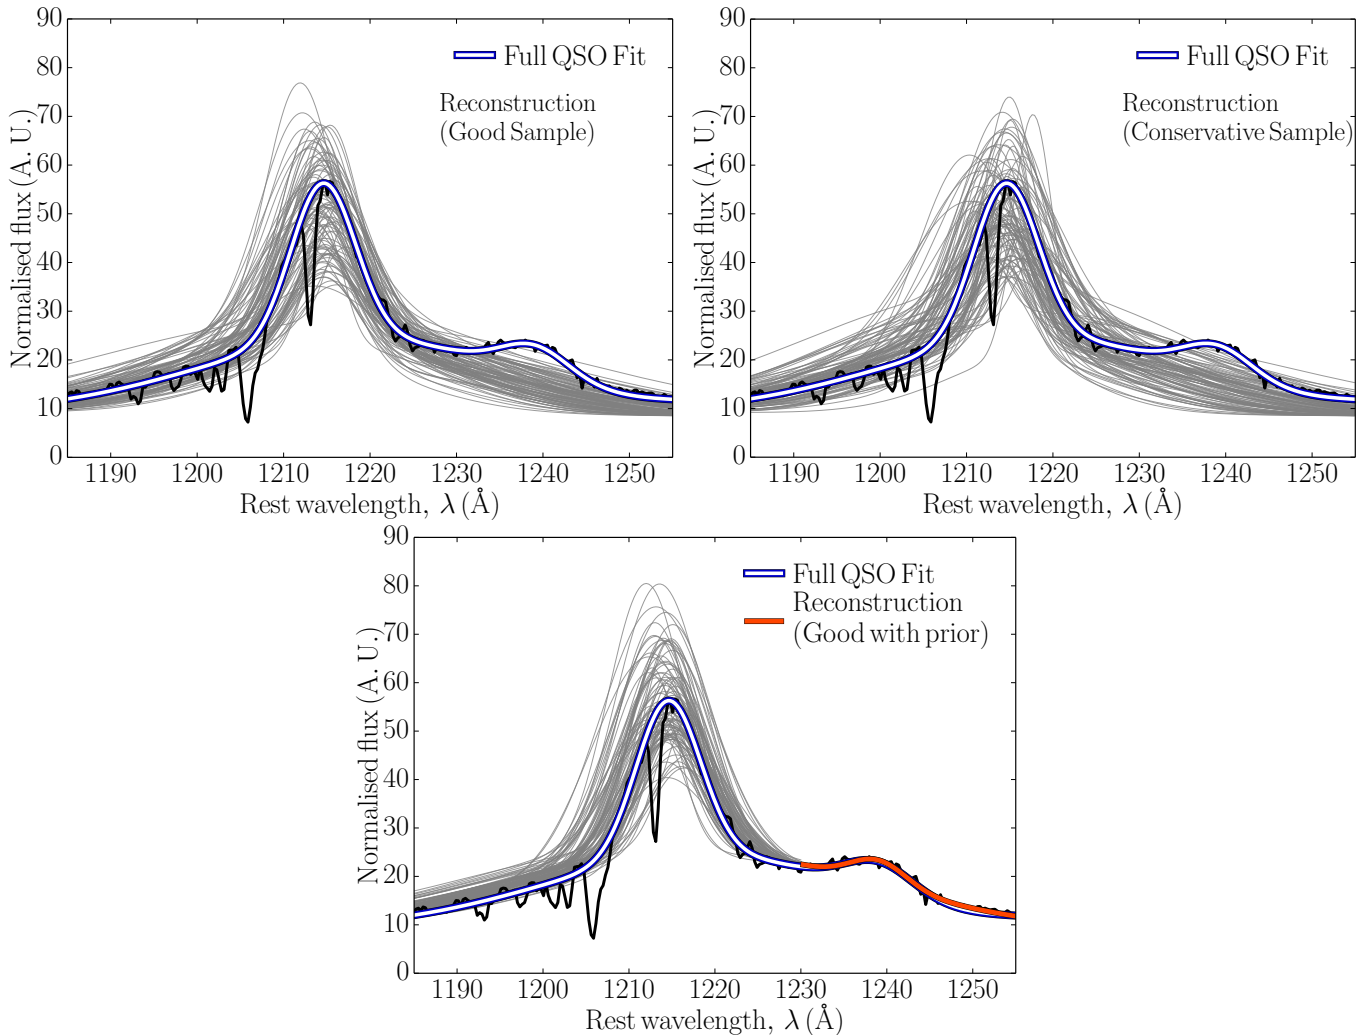 90
80
70
60
50
40
30
20
10
0
Normalised flux (A. U.)
Full QSO Fit
Reconstruction
(Good Sample)
1190 1200 1210 1220 1230 1240 1250
Rest wavelength, λ (Å)
90
80
70
60
50
40
30
20
10
0
Normalised flux (A. U.)
Full QSO Fit
Reconstruction
(Conservative Sample)
1190 1200 1210 1220 1230 1240 1250
Rest wavelength, λ (Å)
90
80
70
60
50
40
30
20
10
0
Normalised flux (A. U.)
Full QSO Fit
Reconstruction
(Good with prior)
1190 1200 1210 1220 1230 1240 1250
Rest wavelength, λ (Å)